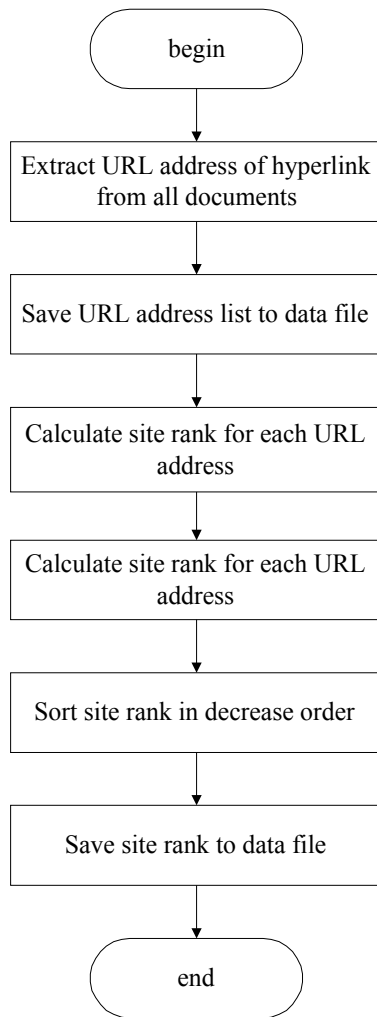 begin
Extract URL address of hyperlink
from all documents
Save URL address list to data file
Calculate site rank for each URL
address
Calculate site rank for each URL
address
Sort site rank in decrease order
Save site rank to data file
end